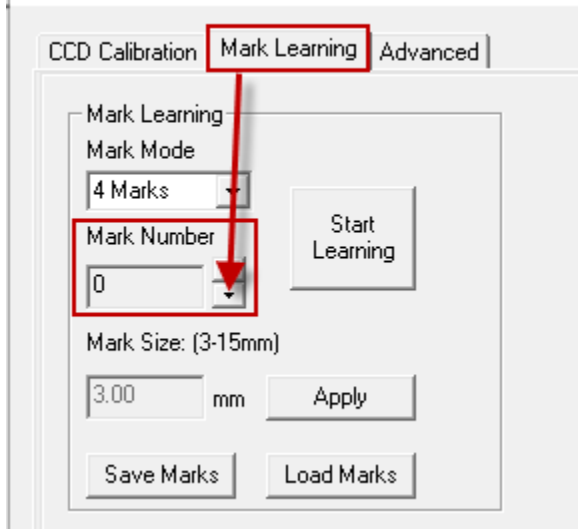 CCD Calibration Mark Learning Advanced
Mark Learning
Mark Mode
4 Marks
Start
Learning
Mark Number
0
Mark Size: (3-15mm)
3.00 mm Apply
Save Marks Load Marks